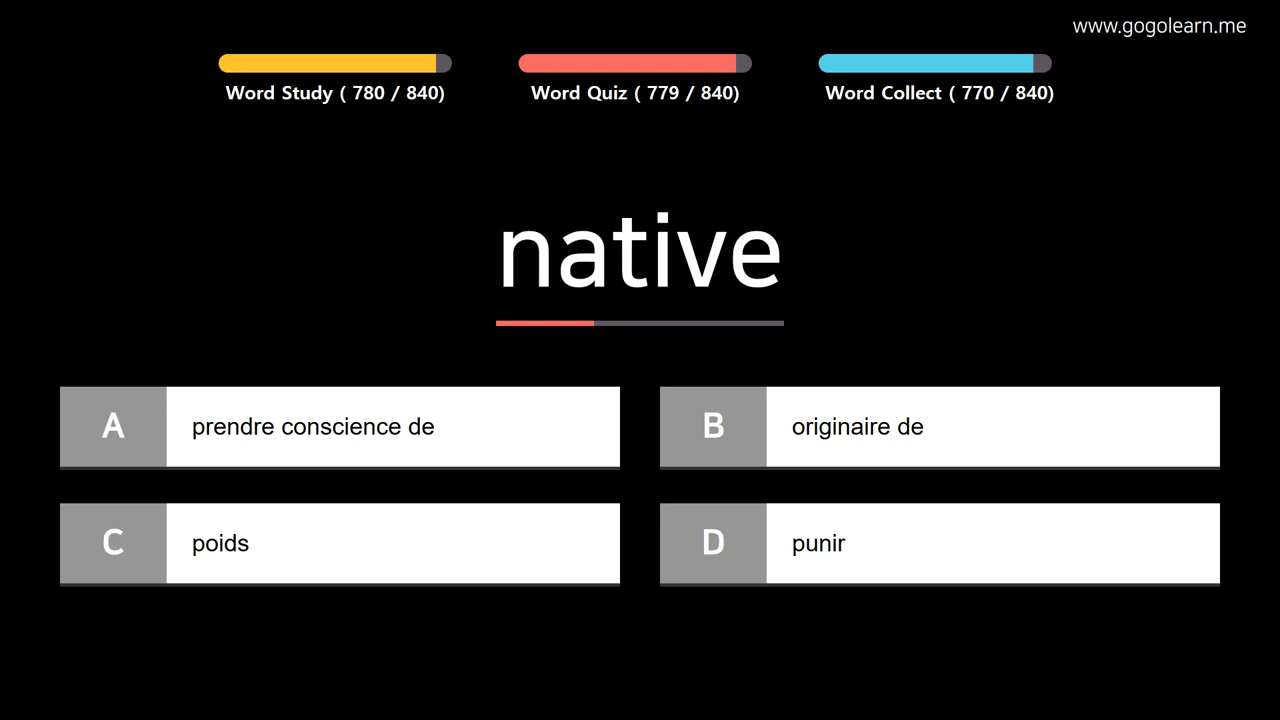 www.gogolearn.me
Word Study ( 780 / 840)
Word Quiz ( 779 / 840)
Word Collect ( 770 / 840)
native
A
prendre conscience de
B
originaire de
C
poids
D
punir